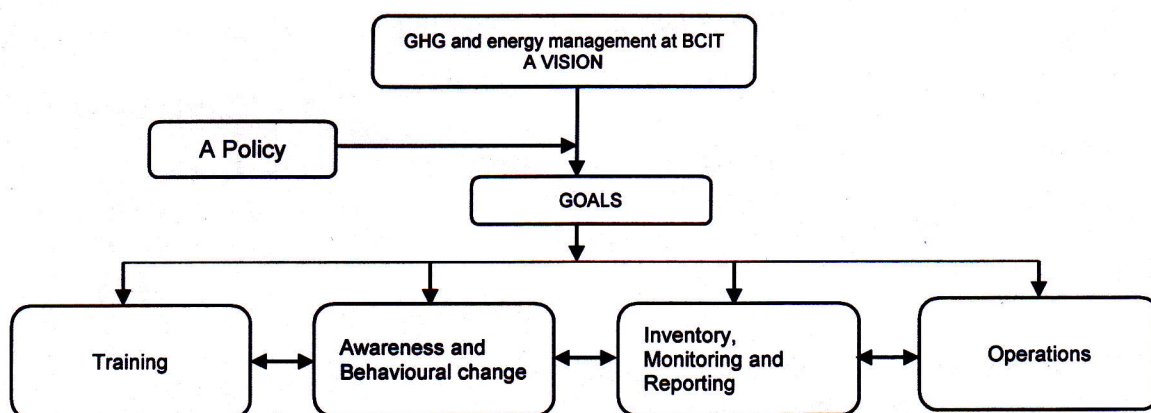 GHG and energy management at BCIT
A VISION
A Policy
GOALS
Training
Awareness and
Behavioural change
Inventory,
Monitoring and
Reporting
Operations